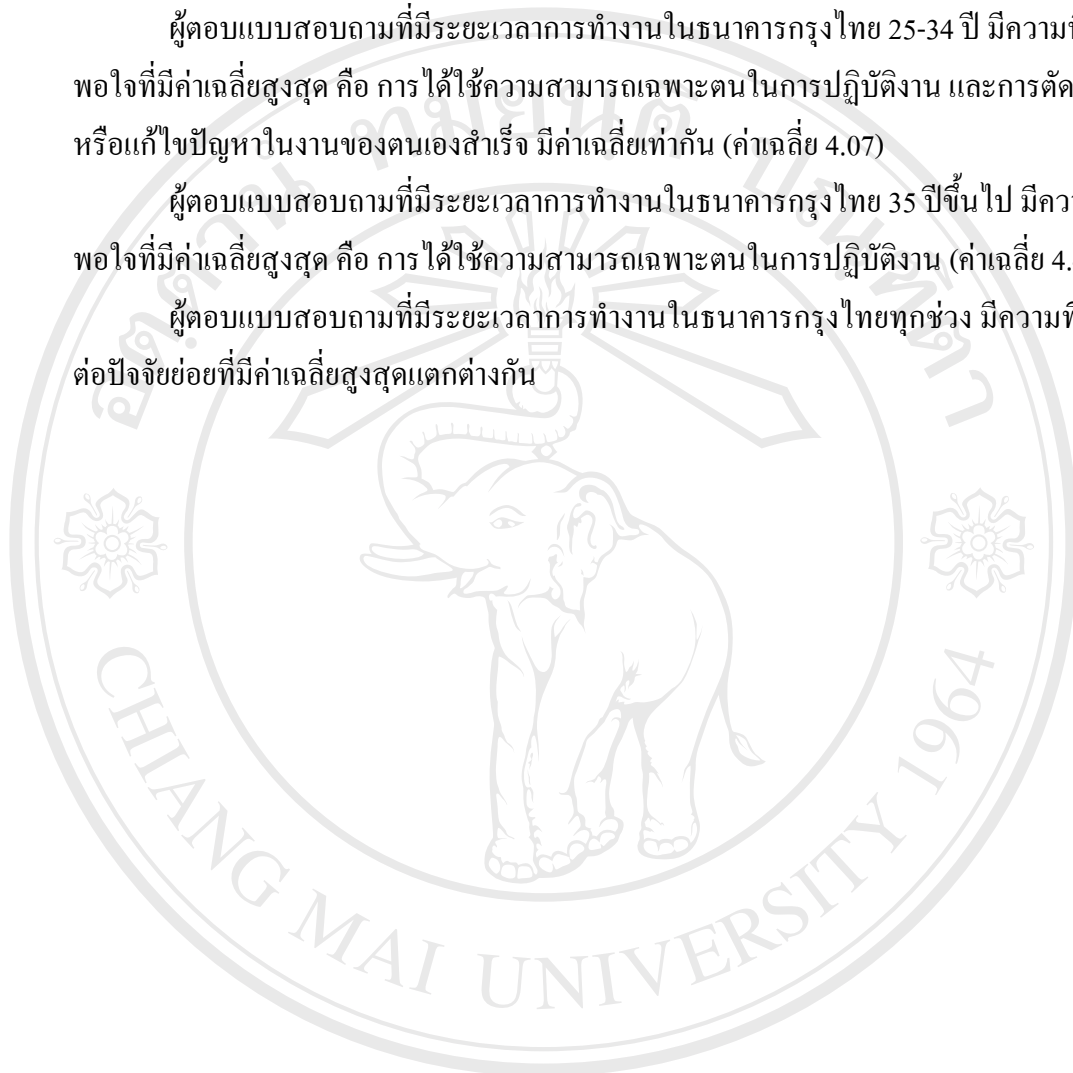 ผู้ตอบแบบสอบถามที่มีระยะเวลาการทำงานในธนาคารกรุงไทย 25-34 ปี มีความ
พอใจที่มีค่าเฉลี่ยสูงสุด คือ การได้ใช้ความสามารถเฉพาะตนในการปฏิบัติงาน และการตัด
หรือแก้ไขปัญหาในงานของตนเองสำเร็จ มีค่าเฉลี่ยเท่ากัน (ค่าเฉลี่ย 4.07)
ผู้ตอบแบบสอบถามที่มีระยะเวลาการทำงานในธนาคารกรุงไทย 35 ปีขึ้นไป มีคว
พอใจที่มีค่าเฉลี่ยสูงสุด คือ การได้ใช้ความสามารถเฉพาะตนในการปฏิบัติงาน (ค่าเฉลี่ย 4.
ผู้ตอบแบบสอบถามที่มีระยะเวลาการทำงานในธนาคารกรุงไทยทุกช่วง มีความ
ต่อปัจจัยย่อยที่มีค่าเฉลี่ยสูงสุดแตกต่างกัน
อตฺตานํ ทมยนฺติ ปณฺฑิตา
CHIANG MAI UNIVERSITY 1964